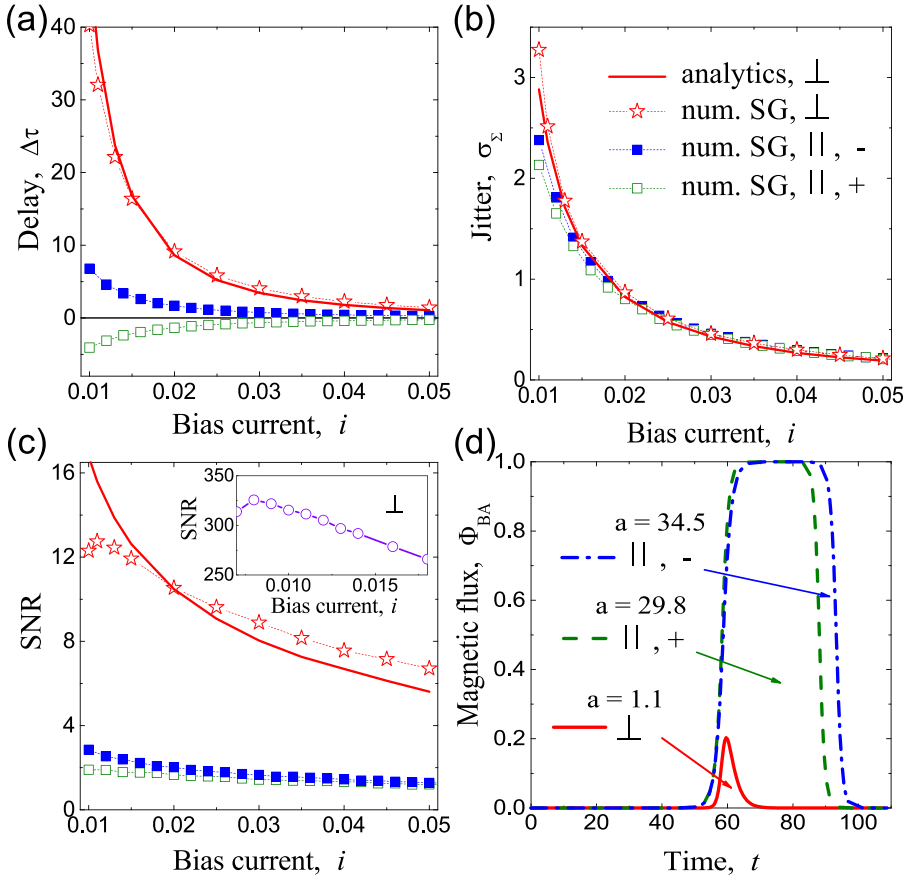 (a)
40
30
20
10
0
Delay, Δτ
0.01 0.02 0.03 0.04 0.05
Bias current, i
(b)
3
2
1
0
Jitter, σ_Σ
analytics, ⊥
num. SG, ⊥
num. SG, ||, -
num. SG, ||, +
0.01 0.02 0.03 0.04 0.05
Bias current, i
(c)
16
12
8
4
0
SNR
350
325
300
275
250
SNR
⊥
0.010 0.015
Bias current, i
0.01 0.02 0.03 0.04 0.05
Bias current, i
(d)
1.0
0.8
0.6
0.4
0.2
0.0
Magnetic flux, Φ_BA
a = 34.5
||, -
a = 29.8
||, +
a = 1.1
⊥
0 20 40 60 80 100
Time, t